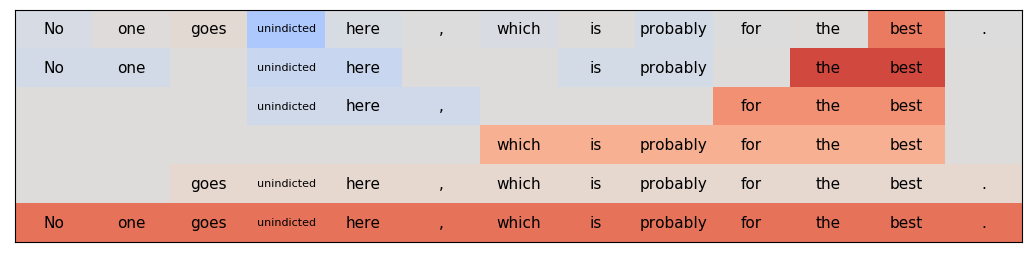 No one goes unindicted here , which is probably for the best .
No one unindicted here is probably the best
unindicted here , for the best
which is probably for the best
goes unindicted here , which is probably for the best .
No one goes unindicted here , which is probably for the best .